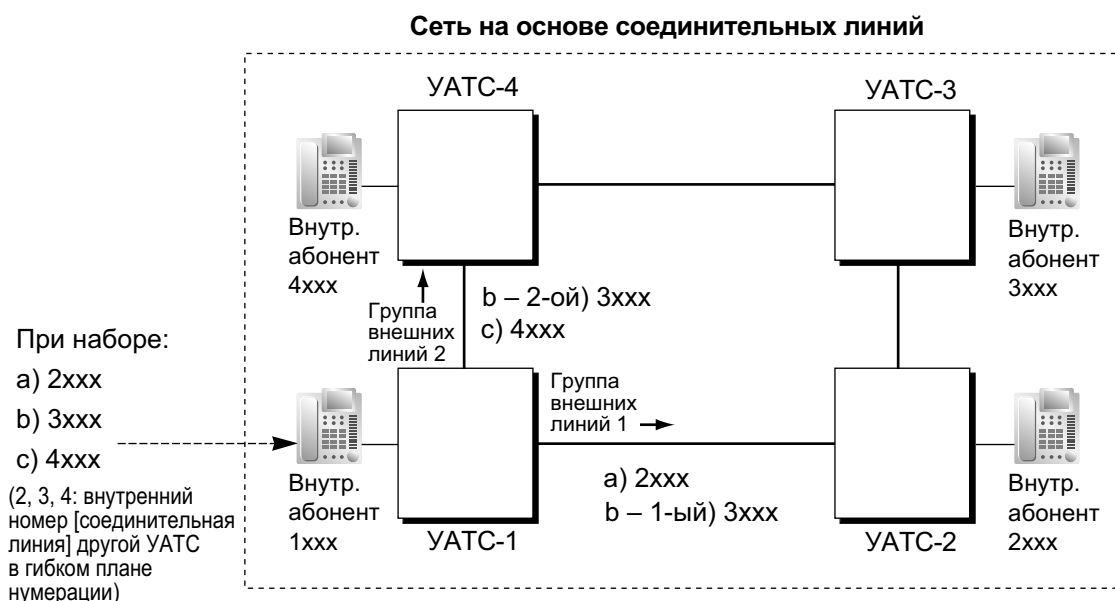 Сеть на основе соединительных линий
УАТС-4
УАТС-3
Внутр.
абонент
4xxx
Внутр.
абонент
3xxx
Группа
внешних
линий 2
b – 2-ой) 3xxx
c) 4xxx
При наборе:
a) 2xxx
b) 3xxx
c) 4xxx
(2, 3, 4: внутренний
номер [соединительная
линия] другой УАТС
в гибком плане
нумерации)
Внутр.
абонент
1xxx
УАТС-1
Группа
внешних
линий 1
a) 2xxx
b – 1-ый) 3xxx
УАТС-2
Внутр.
абонент
2xxx